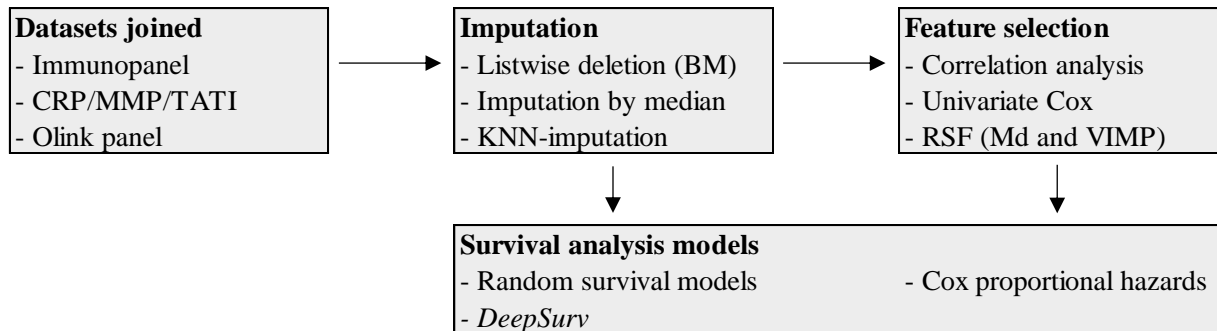 Datasets joined
- Immunopanel
- CRP/MMP/TATI
- Olink panel
Imputation
- Listwise deletion (BM)
- Imputation by median
- KNN-imputation
Feature selection
- Correlation analysis
- Univariate Cox
- RSF (Md and VIMP)
Survival analysis models
- Random survival models
- DeepSurv
- Cox proportional hazards